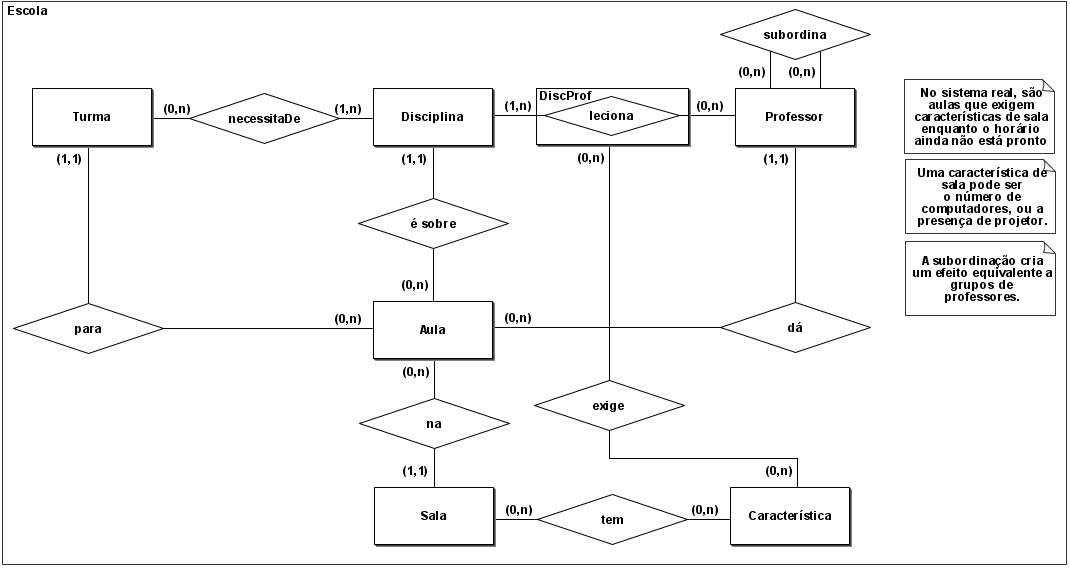 Escola
subordina
(0,n) (0,n)
Turma
(0,n)
necessitaDe
(1,n)
Disciplina
(1,n)
DiscProf
leciona
(0,n)
Professor
No sistema real, são
aulas que exigem
características de sala
enquanto o horário
ainda não está pronto
(1,1)
(1,1)
(0,n)
(1,1)
Uma característica de
sala pode ser
o número de
computadores, ou a
presença de projetor.
é sobre
A subordinação cria
um efeito equivalente a
grupos de
professores.
(0,n)
para
(0,n)
Aula
(0,n)
dá
(0,n)
exige
na
(1,1)
(0,n)
Sala
(0,n)
tem
(0,n)
Característica